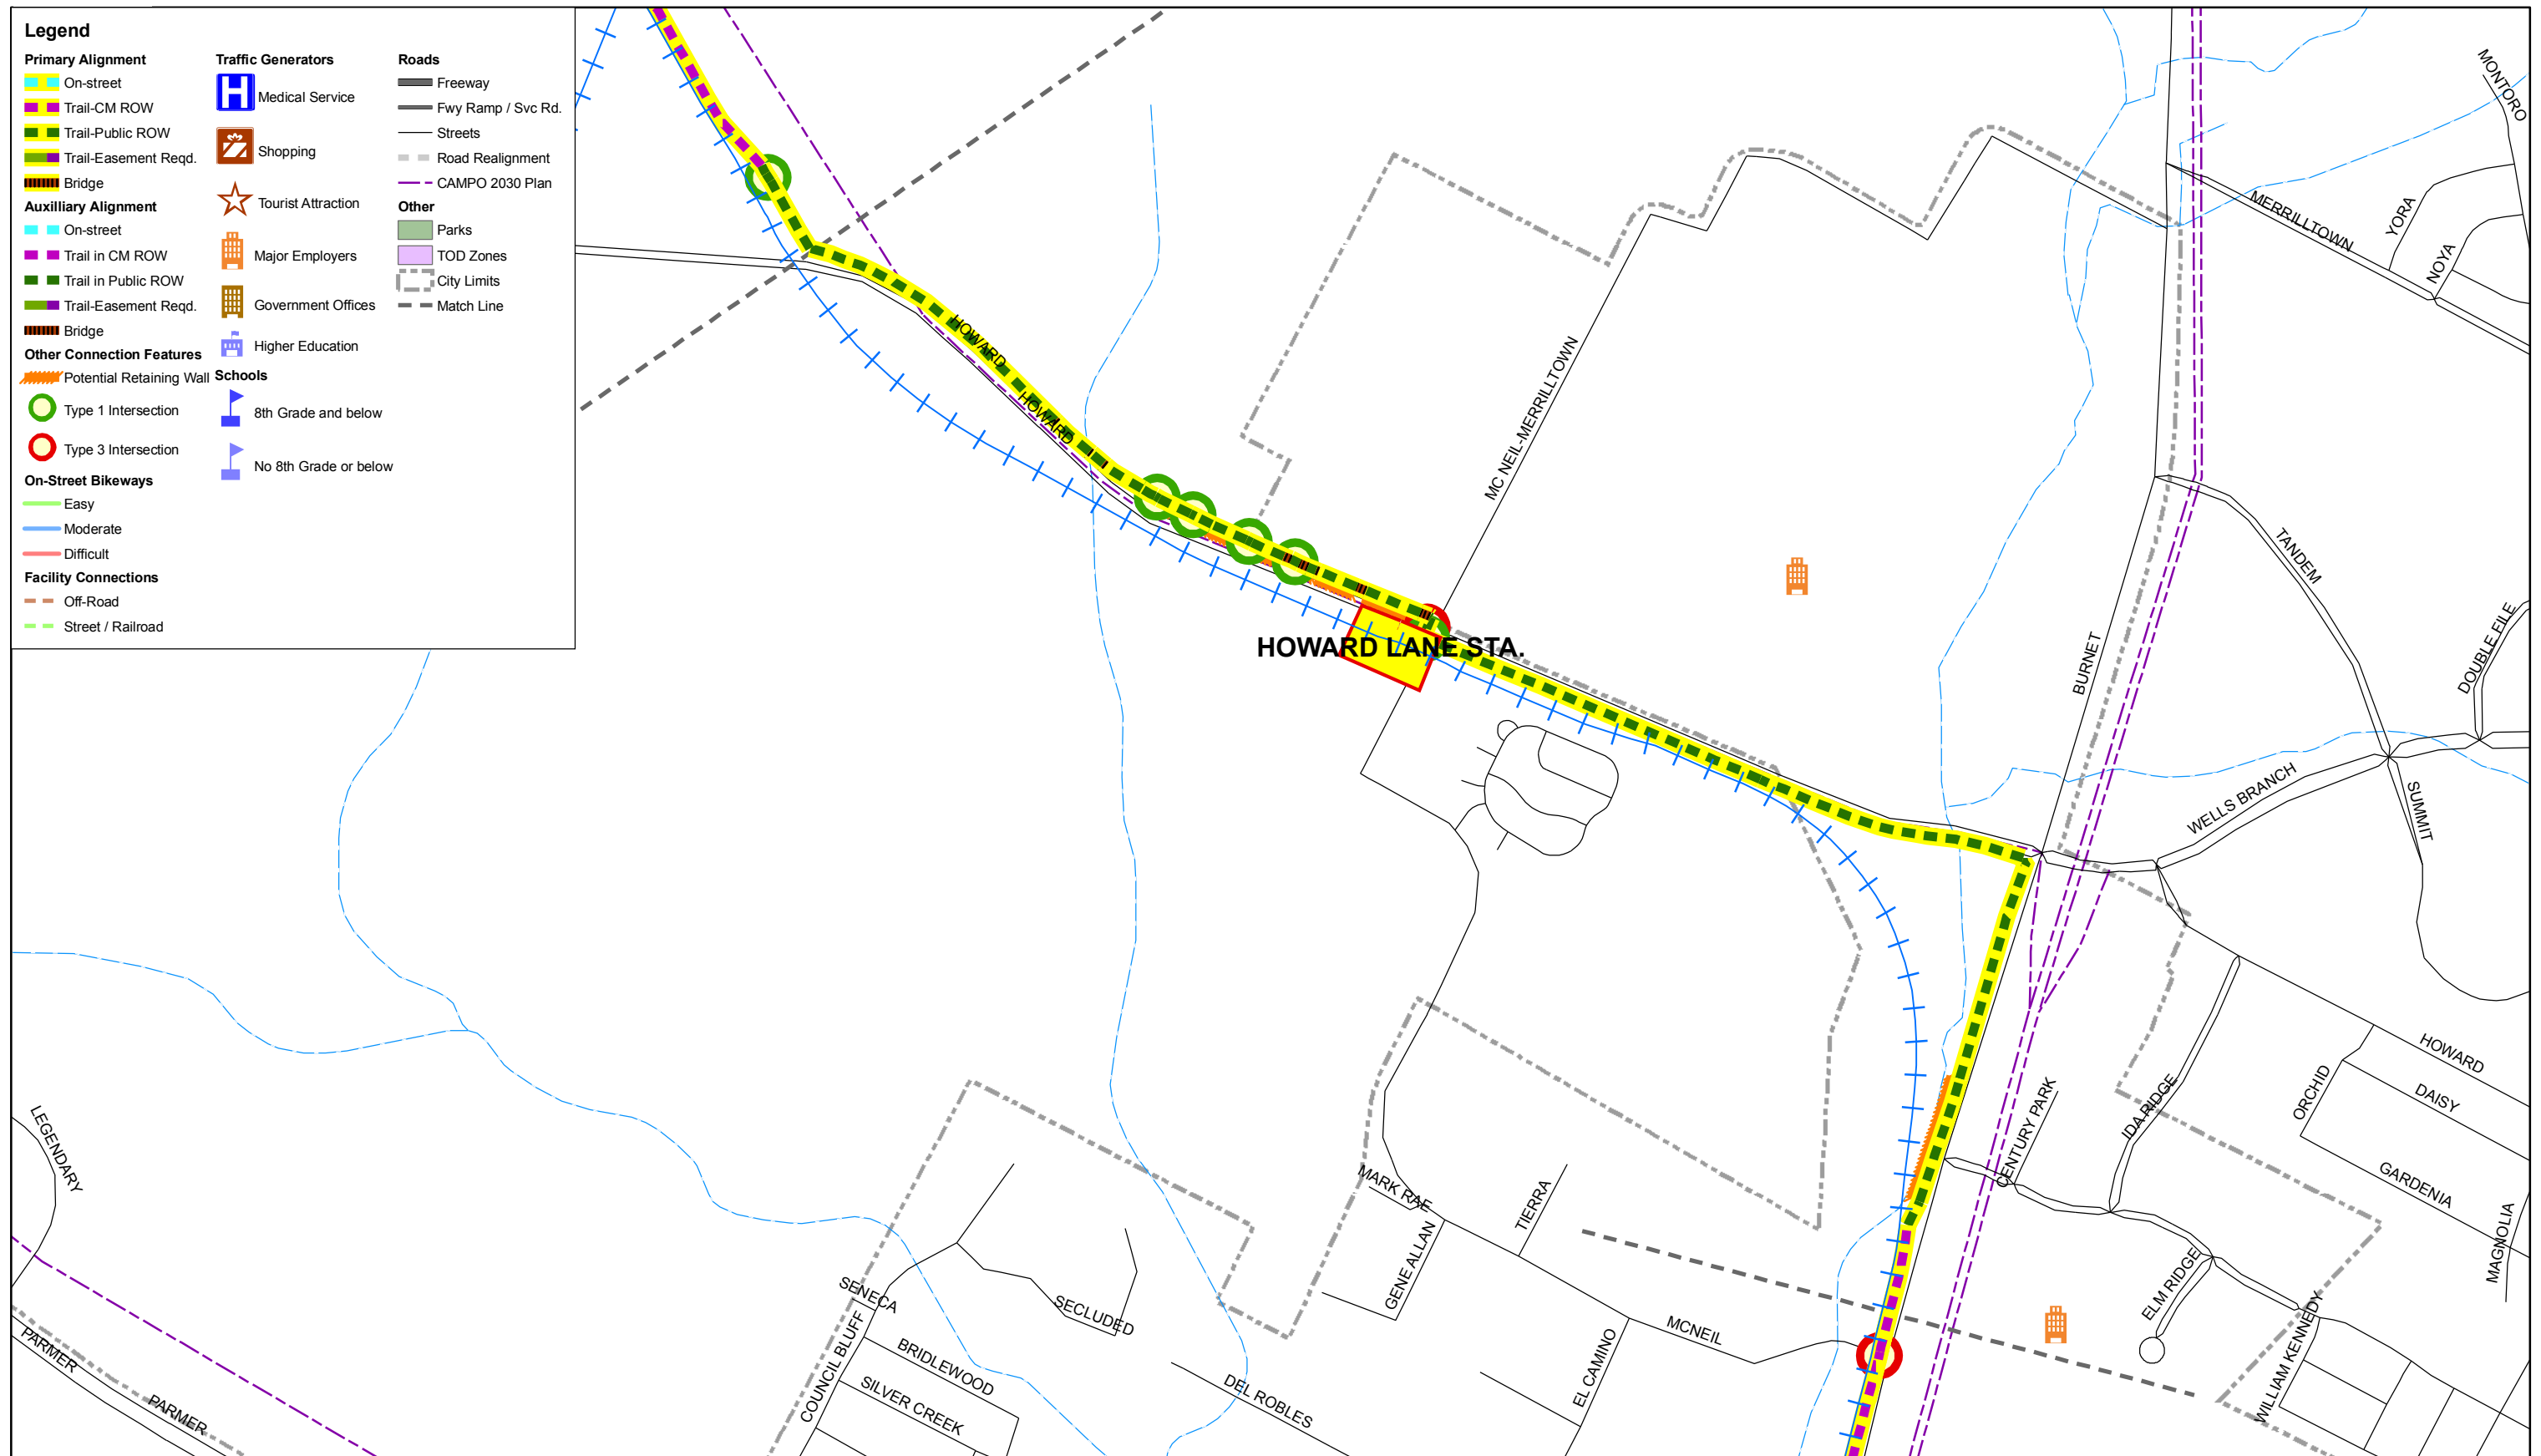 Legend
Primary Alignment
On-street
Trail-CM ROW
Trail-Public ROW
Trail-Easement Reqd.
Bridge
Auxilliary Alignment
On-street
Trail in CM ROW
Trail in Public ROW
Trail-Easement Reqd.
Bridge
Other Connection Features
Potential Retaining Wall
Type 1 Intersection
Type 3 Intersection
On-Street Bikeways
Easy
Moderate
Difficult
Facility Connections
Off-Road
Street / Railroad
Traffic Generators
H
Medical Service
Shopping
Tourist Attraction
Major Employers
Government Offices
Higher Education
Schools
8th Grade and below
No 8th Grade or below
Roads
Freeway
Fwy Ramp / Svc Rd.
Streets
Road Realignment
CAMPO 2030 Plan
Other
Parks
TOD Zones
City Limits
Match Line
MONTORO
YORA
MERRILLTOWN
NOYA
HOWARD
HOWARD
MC NEIL-MERRILLTOWN
TANDEM
DOUBLE FILE
HOWARD LANE STA.
BURNET
WELLS BRANCH
SUMMIT
HOWARD
DAISY
ORCHID
IDA RIDGE
CENTURY PARK
GARDENIA
MAGNOLIA
LEGENDARY
MARK RAE
TIERRA
GENE ALLAN
ELM RIDGE
SENECA
SECLUDED
MCNEIL
EL CAMINO
WILLIAM KENNEDY
PARMER
PARMER
COUNCIL BLUFF
BRIDLEWOOD
SILVER CREEK
DEL ROBLES